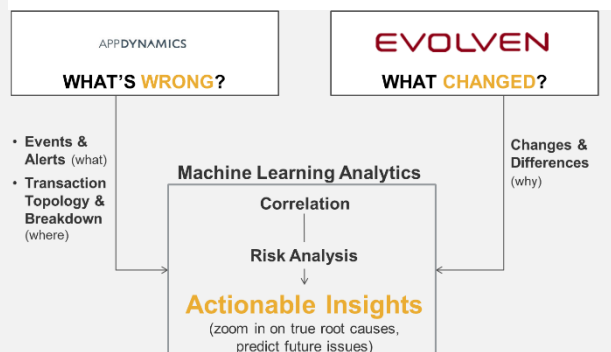 APPDYNAMICS
WHAT'S WRONG?
EVOLVEN
WHAT CHANGED?
• Events &
Alerts (what)
• Transaction
Topology &
Breakdown
(where)
Changes &
Differences
(why)
Machine Learning Analytics
Correlation
Risk Analysis
Actionable Insights
(zoom in on true root causes,
predict future issues)